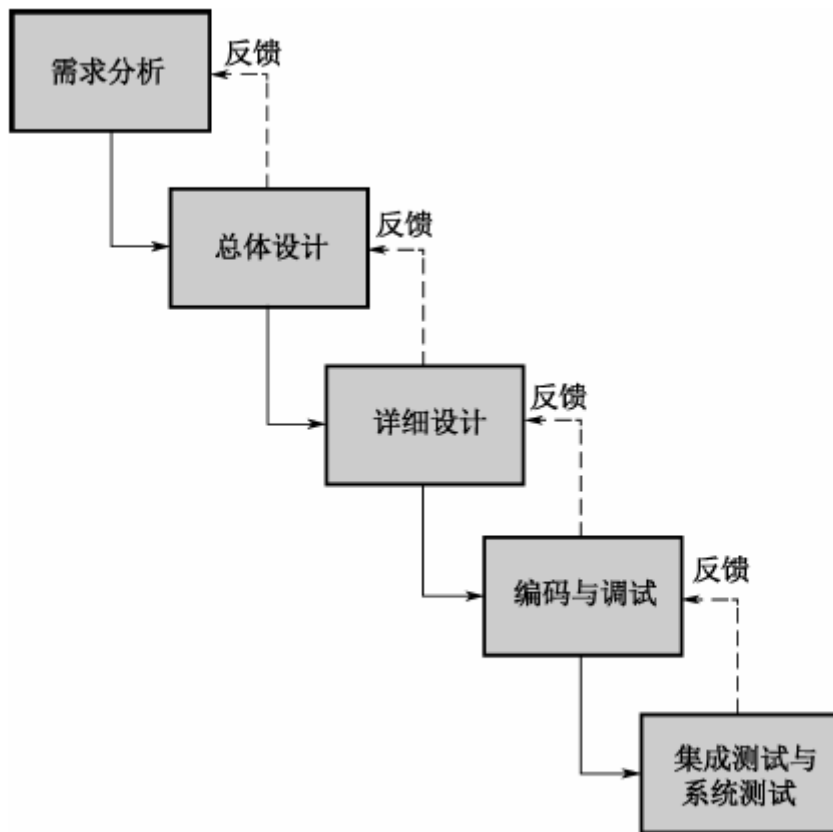 需求分析
反馈
总体设计
反馈
详细设计
反馈
编码与调试
反馈
集成测试与
系统测试